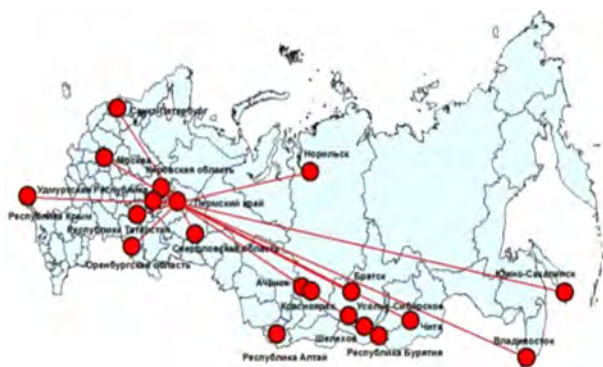 Санкт-Петербург
Москва
Кировская область
Норильск
Удмуртская Республика
Пермский край
Республика Крым
Республика Татарстан
Свердловская область
Оренбургская область
Ачинск
Братск
Южно-Сахалинск
Красноярск
Усолье-Сибирское
Чита
Шелехов
Владивосток
Республика Бурятия
Республика Алтай